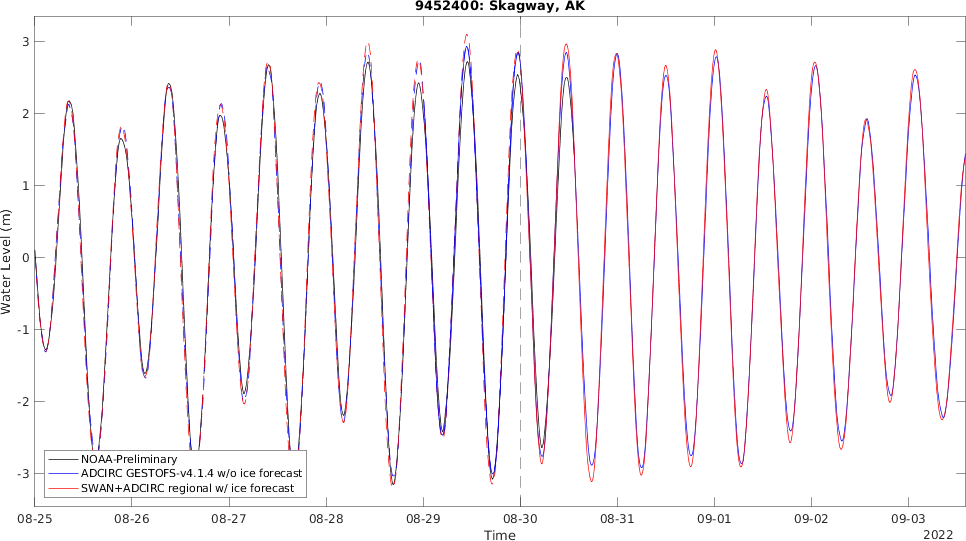 9452400: Skagway, AK
Water Level (m)
3
2
1
0
-1
-2
-3
NOAA-Preliminary
ADCIRC GESTOFS-v4.1.4 w/o ice forecast
SWAN+ADCIRC regional w/ ice forecast
08-25 08-26 08-27 08-28 08-29 08-30 08-31 09-01 09-02 09-03
Time
2022